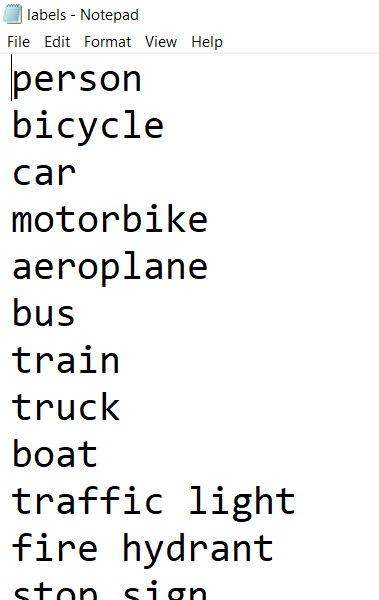 labels - Notepad
File Edit Format View Help
person
bicycle
car
motorbike
aeroplane
bus
train
truck
boat
traffic light
fire hydrant
stop sign